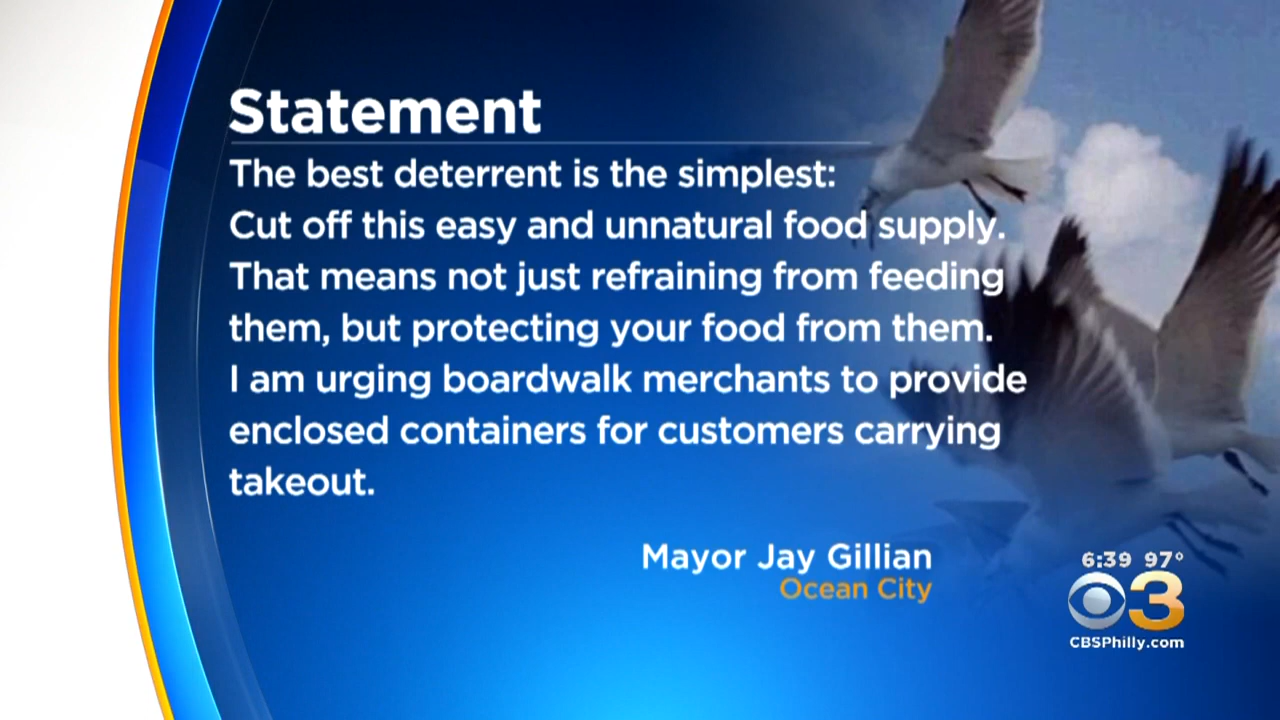 Statement
The best deterrent is the simplest:
Cut off this easy and unnatural food supply.
That means not just refraining from feeding
them, but protecting your food from them.
I am urging boardwalk merchants to provide
enclosed containers for customers carrying
takeout.
Mayor Jay Gillian
Ocean City
6:39 97°
3
CBSPhilly.com